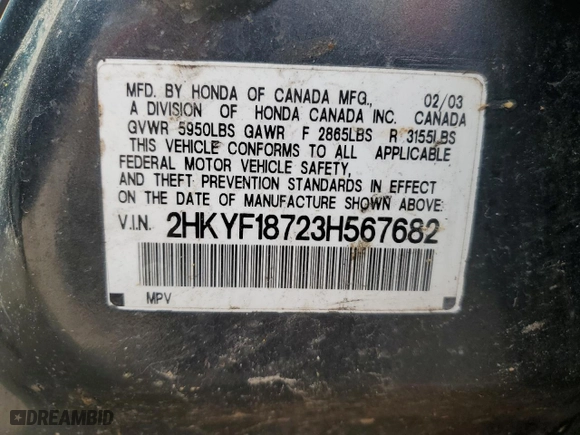 MFD. BY HONDA OF CANADA MFG., 02/03
A DIVISION OF HONDA CANADA INC. CANADA
GVWR 5950LBS GAWR F 2865LBS R 3155LBS
THIS VEHICLE CONFORMS TO ALL APPLICABLE
FEDERAL MOTOR VEHICLE SAFETY,
AND THEFT PREVENTION STANDARDS IN EFFECT
ON THE DATE OF MANUFACTURE SHOWN ABOVE.
V.I.N. 2HKYF18723H567682
MPV
DREAMBID